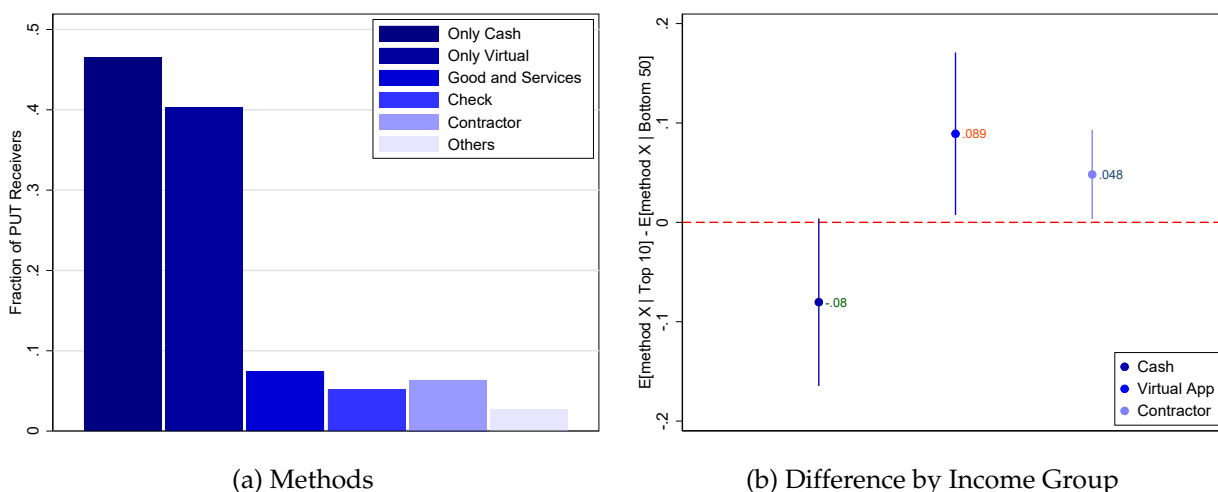 Fraction of PUT Receivers
.5
.4
.3
.2
.1
0
Only Cash
Only Virtual
Good and Services
Check
Contractor
Others
(a) Methods
E[method X | Top 10] - E[method X | Bottom 50]
.2
.1
0
-.1
-.2
-.08
.089
.048
Cash
Virtual App
Contractor
(b) Difference by Income Group